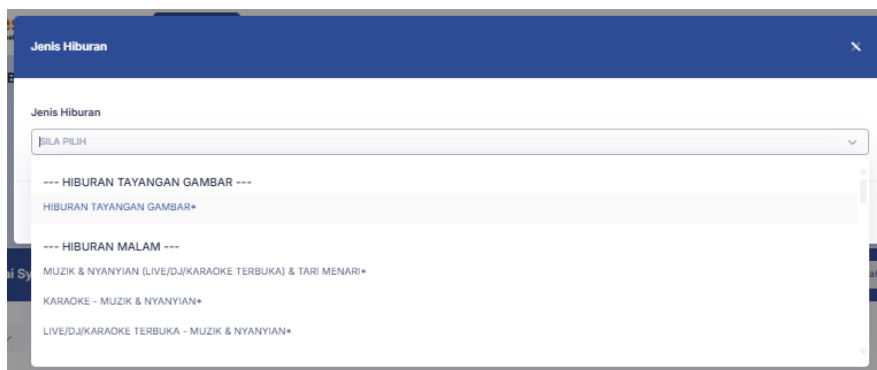 Jenis Hiburan
Jenis Hiburan
SILA PILIH
--- HIBURAN TAYANGAN GAMBAR ---
HIBURAN TAYANGAN GAMBAR*
--- HIBURAN MALAM ---
MUZIK & NYANYIAN (LIVE/DJ/KARAOKE TERBUKA) & TARI MENARI*
KARAOKE - MUZIK & NYANYIAN*
LIVE/DJ/KARAOKE TERBUKA - MUZIK & NYANYIAN*